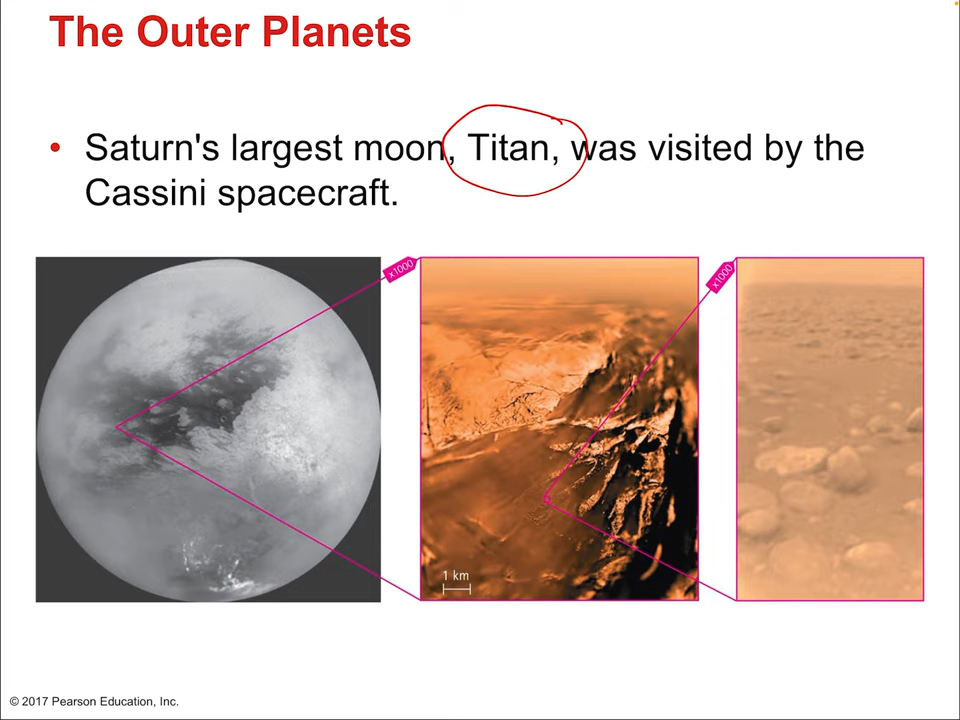 The Outer Planets
• Saturn's largest moon, Titan, was visited by the
Cassini spacecraft.
x1000
x1000
1 km
© 2017 Pearson Education, Inc.